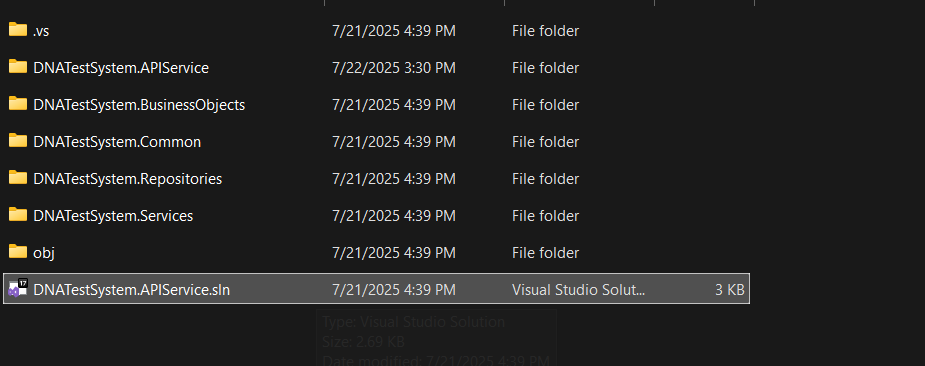 .vs 7/21/2025 4:39 PM File folder
DNATestSystem.APIService 7/22/2025 3:30 PM File folder
DNATestSystem.BusinessObjects 7/21/2025 4:39 PM File folder
DNATestSystem.Common 7/21/2025 4:39 PM File folder
DNATestSystem.Repositories 7/21/2025 4:39 PM File folder
DNATestSystem.Services 7/21/2025 4:39 PM File folder
obj 7/21/2025 4:39 PM File folder
17
DNATestSystem.APIService.sln 7/21/2025 4:39 PM Visual Studio Solut... 3 KB
Type: Visual Studio Solution
Size: 2.69 KB
Date modified: 7/21/2025 4:39 PM